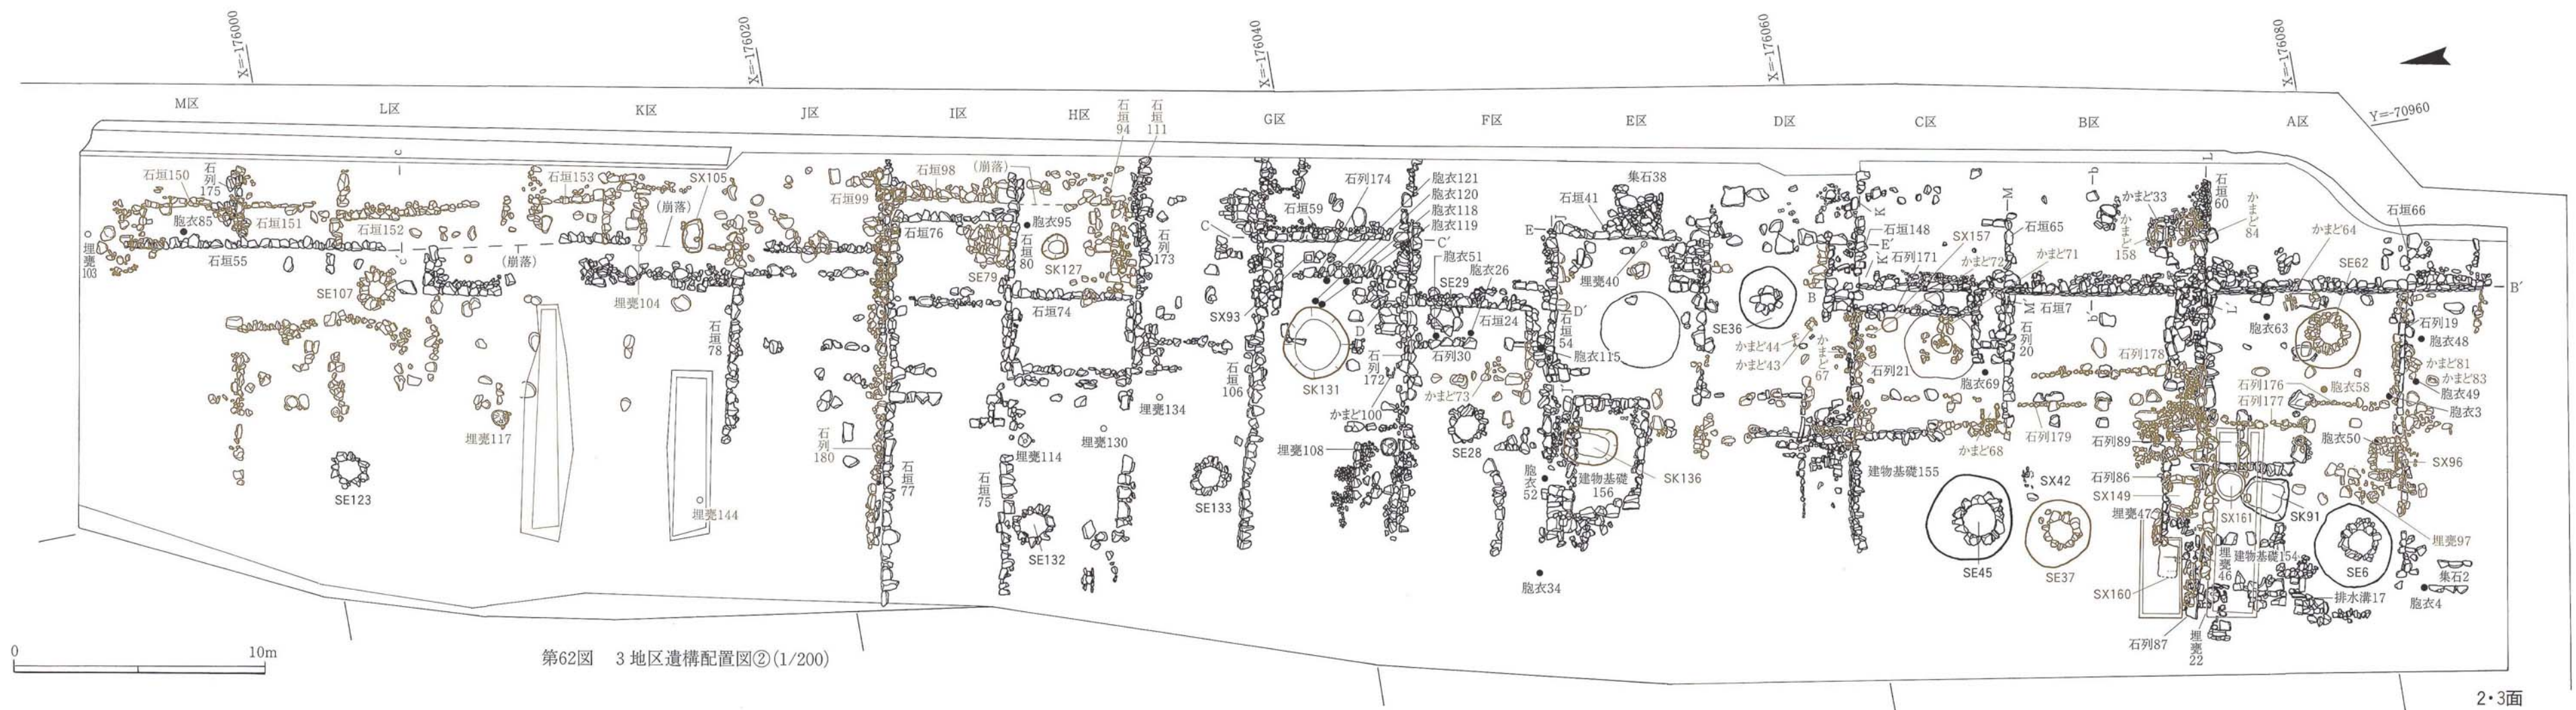 X=-176000
X=-176020
X=-176040
X=-176060
X=-176080
Y=-70960
M区
L区
K区
J区
I区
H区
石垣94
石垣111
G区
F区
E区
D区
C区
B区
A区
石垣150
石列175
胞衣85
石垣151
石垣152
埋甕103
石垣55
SE107
c
c'
(崩落)
石垣153
SX105
(崩落)
埋甕104
埋甕117
SE123
埋甕144
石垣78
石垣99
石垣98
(崩落)
石垣76
胞衣95
SE79
石垣80
SK127
石垣74
石列173
石列180
石垣77
石垣75
埋甕114
埋甕130
埋甕134
SE132
SE133
C
C'
石垣59
石列174
胞衣121
胞衣120
胞衣118
胞衣119
SX93
石垣106
SK131
D
石列172
かまど100
埋甕108
胞衣51
SE29
胞衣26
石垣24
石列30
かまど73
SE28
胞衣52
胞衣34
石垣41
集石38
E
埋甕40
D'
石垣54
胞衣115
建物基礎156
SK136
SE36
かまど44
かまど43
かまど67
B
K
石垣148
E'
K'
石列171
SX157
かまど72
石列21
胞衣69
かまど68
建物基礎155
SE45
M
石垣65
かまど71
M'
石列20
石垣7
b
b'
石列178
石列179
SX42
SE37
かまど33
かまど158
L
石垣60
かまど84
L'
石列89
石列86
SX149
埋甕47
SX160
石列87
埋甕22
埋甕46
SX161
建物基礎154
SK91
排水溝17
かまど64
SE62
胞衣63
石列176
石列177
胞衣58
胞衣50
SE6
石垣66
B'
石列19
胞衣48
かまど81
かまど83
胞衣49
胞衣3
SX96
埋甕97
集石2
胞衣4
0
10m
第62図　3地区遺構配置図②(1/200)
2・3面